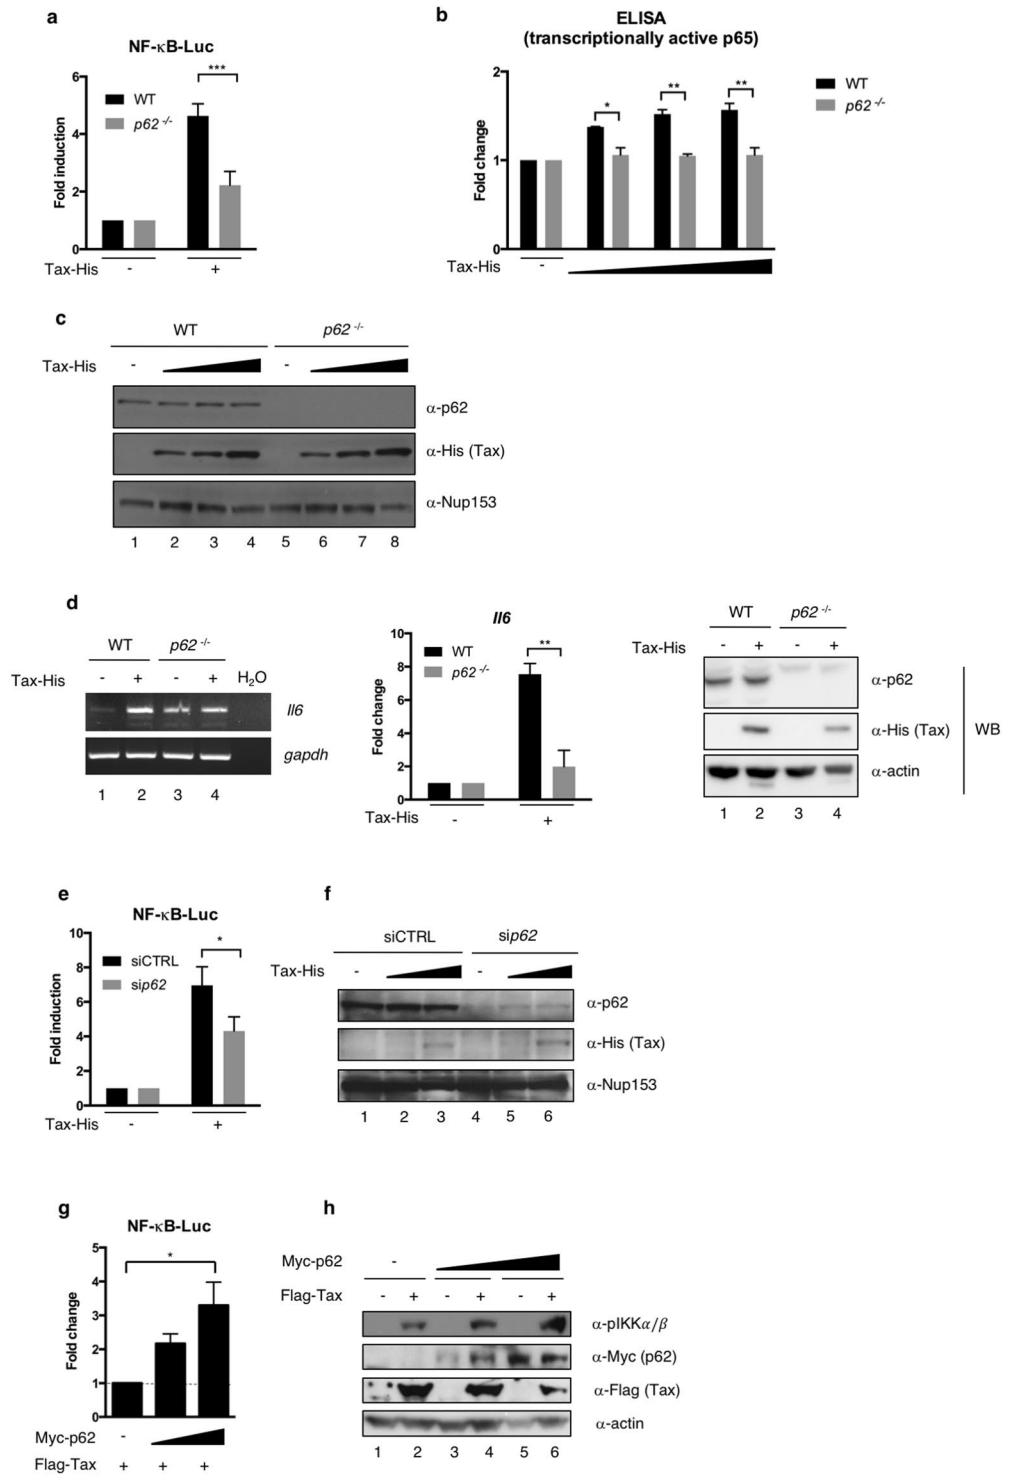 a
NF-κB-Luc
6
4
2
0
Fold induction
WT
p62 -/-
***
Tax-His - +
b
ELISA
(transcriptionally active p65)
2
1
0
Fold change
* ** **
WT
p62 -/-
Tax-His -
c
WT p62 -/-
Tax-His - -
α-p62
α-His (Tax)
α-Nup153
1 2 3 4 5 6 7 8
d
WT p62 -/-
Tax-His - + - + H2O
Il6
gapdh
1 2 3 4
Il6
10
8
6
4
2
0
Fold change
WT
p62 -/-
**
Tax-His - +
WT p62 -/-
Tax-His - + - +
α-p62
α-His (Tax)
α-actin
WB
1 2 3 4
e
NF-κB-Luc
10
8
6
4
2
0
Fold induction
siCTRL
sip62
*
Tax-His - +
f
siCTRL sip62
Tax-His - -
α-p62
α-His (Tax)
α-Nup153
1 2 3 4 5 6
g
NF-κB-Luc
5
4
3
2
1
0
Fold change
*
Myc-p62 -
Flag-Tax + + +
h
Myc-p62 -
Flag-Tax - + - + - +
α-pIKKα/β
α-Myc (p62)
α-Flag (Tax)
α-actin
1 2 3 4 5 6